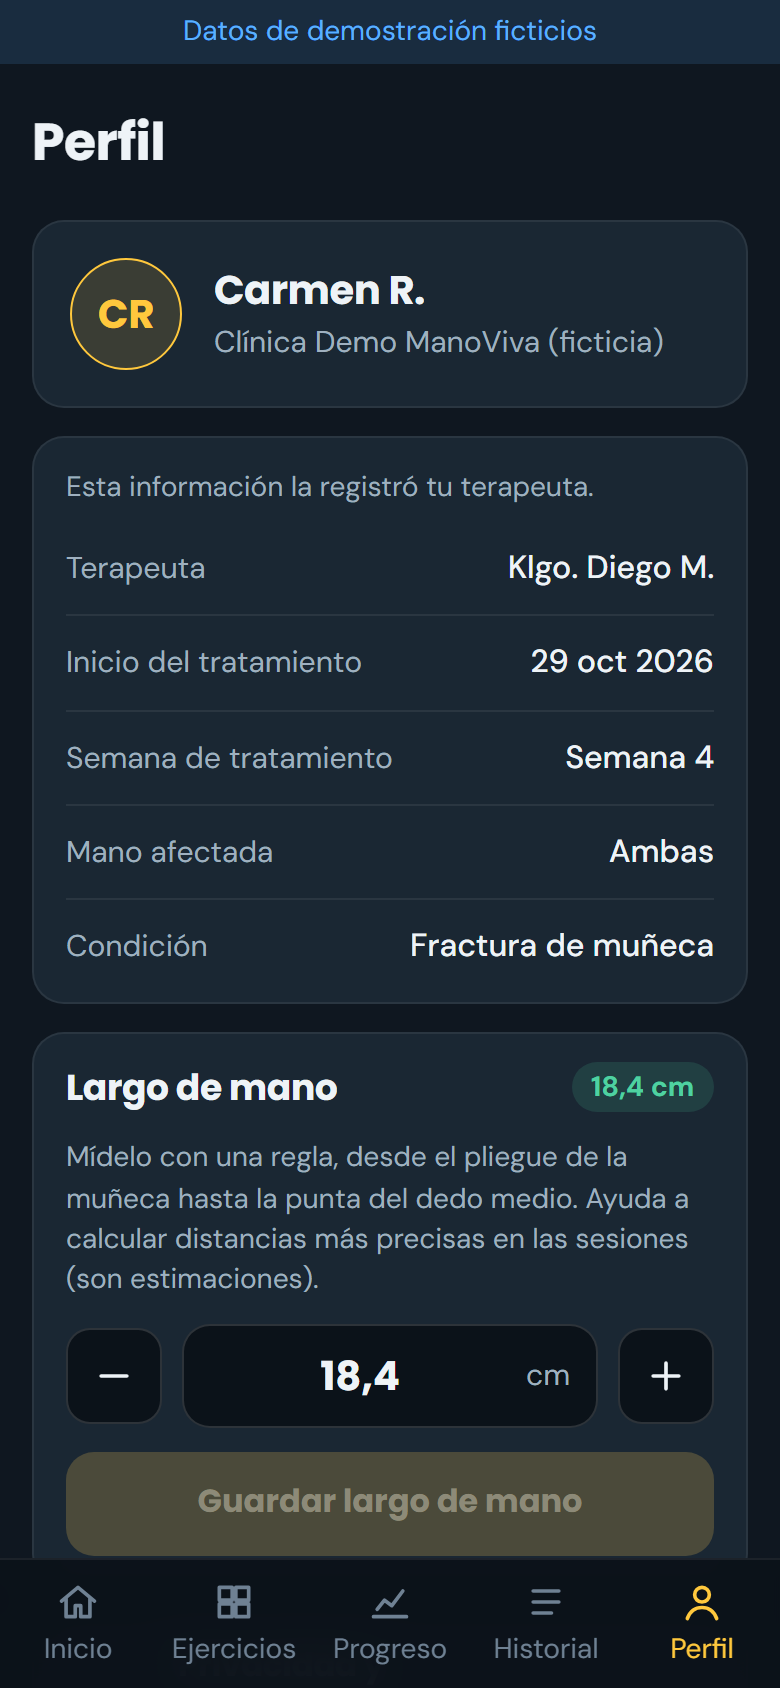 Datos de demostración ficticios
Perfil
CR
Carmen R.
Clínica Demo ManoViva (ficticia)
Esta información la registró tu terapeuta.
Terapeuta
Klgo. Diego M.
Inicio del tratamiento
29 oct 2026
Semana de tratamiento
Semana 4
Mano afectada
Ambas
Condición
Fractura de muñeca
Largo de mano
18,4 cm
Mídelo con una regla, desde el pliegue de la
muñeca hasta la punta del dedo medio. Ayuda a
calcular distancias más precisas en las sesiones
(son estimaciones).
18,4
cm
Guardar largo de mano
Inicio
Ejercicios
Progreso
Historial
Perfil